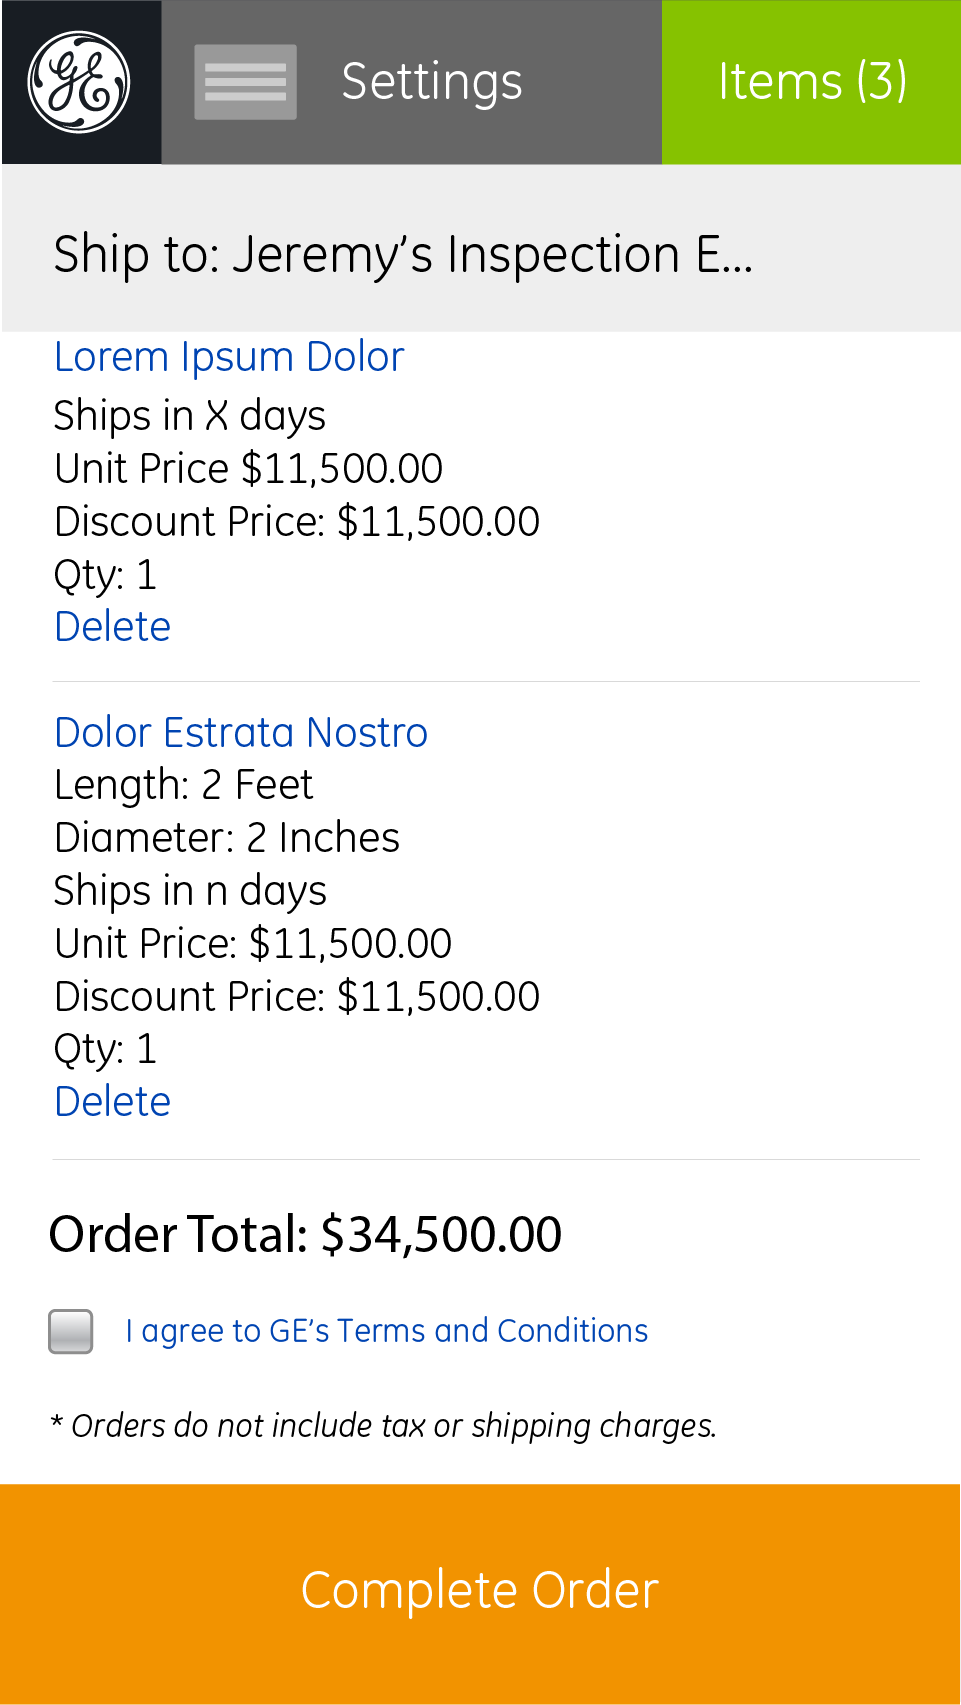 GE
Settings
Items (3)
Ship to: Jeremy’s Inspection E...
Lorem Ipsum Dolor
Ships in X days
Unit Price $11,500.00
Discount Price: $11,500.00
Qty: 1
Delete
Dolor Estrata Nostro
Length: 2 Feet
Diameter: 2 Inches
Ships in n days
Unit Price: $11,500.00
Discount Price: $11,500.00
Qty: 1
Delete
Order Total: $34,500.00
I agree to GE’s Terms and Conditions
* Orders do not include tax or shipping charges.
Complete Order